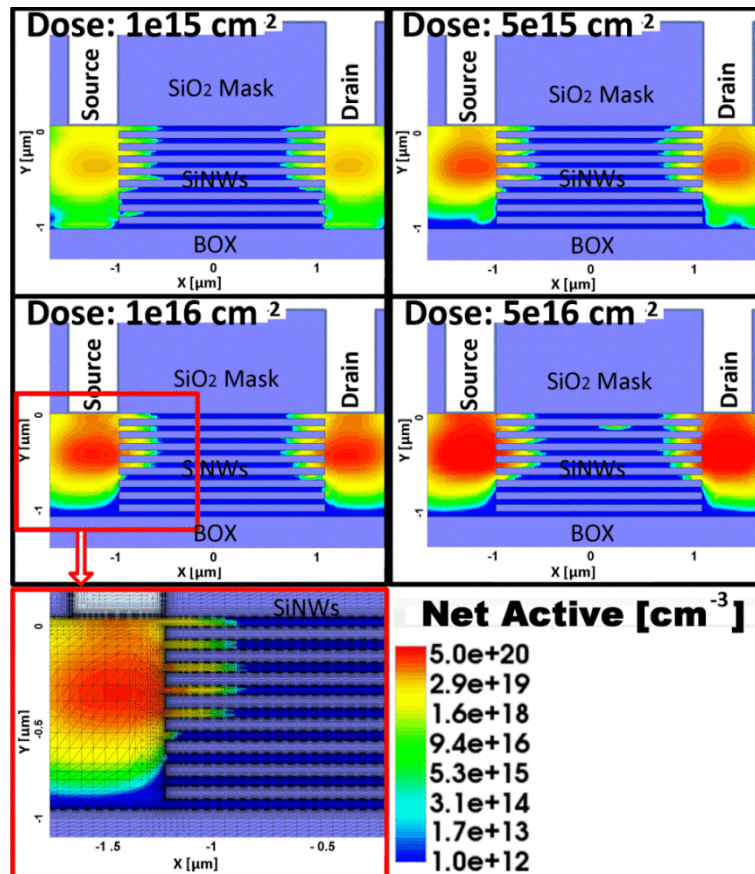 Dose: 1e15 cm-2
Source
SiO2 Mask
Drain
Y [µm]
0
-1
SiNWs
BOX
-1 0 1
X [µm]
Dose: 5e15 cm-2
Source
SiO2 Mask
Drain
Y [µm]
0
-1
SiNWs
BOX
-1 0 1
X [µm]
Dose: 1e16 cm-2
Source
SiO2 Mask
Drain
Y [µm]
0
-1
SiNWs
BOX
-1 0 1
X [µm]
Dose: 5e16 cm-2
Source
SiO2 Mask
Drain
Y [µm]
0
-1
SiNWs
BOX
-1 0 1
X [µm]
SiNWs
Y [µm]
0
-0.5
-1
-1.5 -1 -0.5
X [µm]
Net Active [cm-3]
5.0e+20
2.9e+19
1.6e+18
9.4e+16
5.3e+15
3.1e+14
1.7e+13
1.0e+12